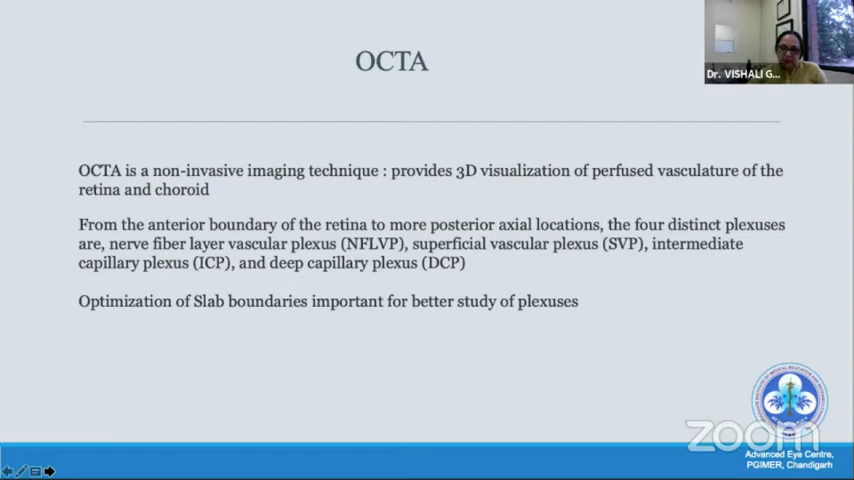 OCTA
Dr. VISHALI G...
OCTA is a non-invasive imaging technique : provides 3D visualization of perfused vasculature of the
retina and choroid
From the anterior boundary of the retina to more posterior axial locations, the four distinct plexuses
are, nerve fiber layer vascular plexus (NFLVP), superficial vascular plexus (SVP), intermediate
capillary plexus (ICP), and deep capillary plexus (DCP)
Optimization of Slab boundaries important for better study of plexuses
zoom
Advanced Eye Centre,
PGIMER, Chandigarh